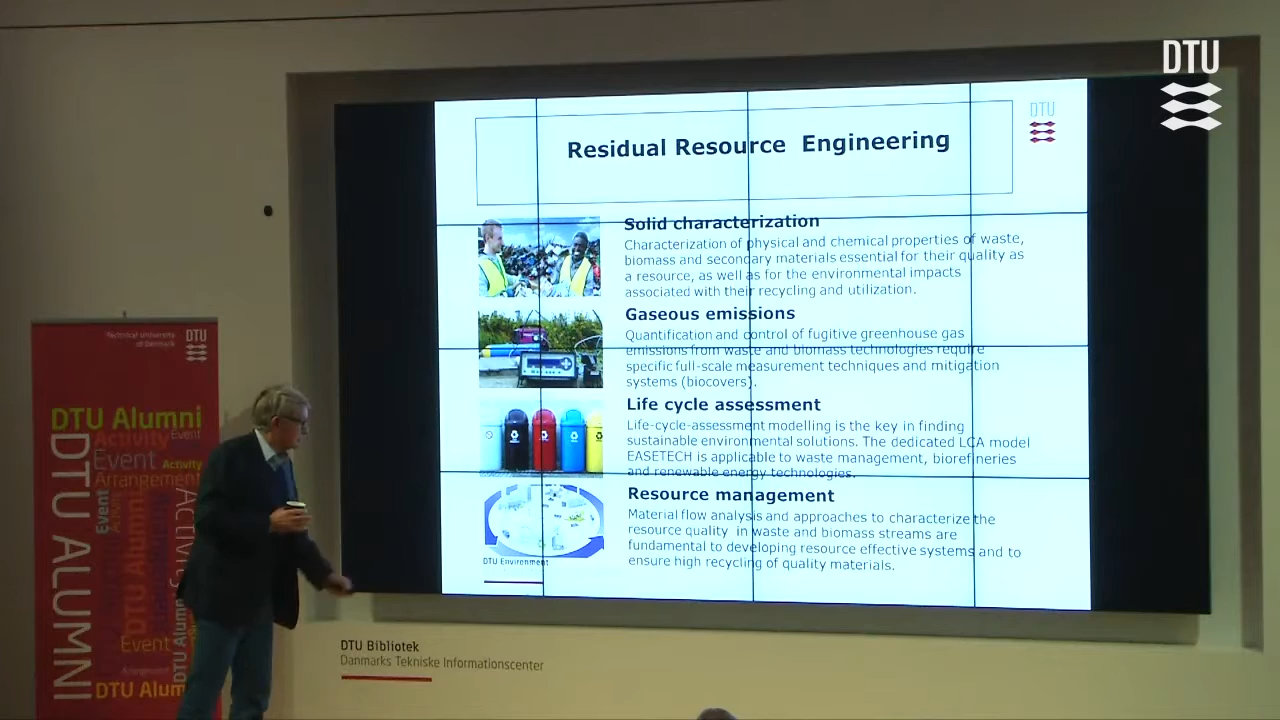 DTU
Residual Resource Engineering
DTU
Solid characterization
Characterization of physical and chemical properties of waste,
biomass and secondary materials essential for their quality as
a resource, as well as for the environmental impacts
associated with their recycling and utilization.
Gaseous emissions
Quantification and control of fugitive greenhouse gas
emissions from waste and biomass technologies require
specific full-scale measurement techniques and mitigation
systems (biocovers).
Life cycle assessment
Life-cycle-assessment modelling is the key in finding
sustainable environmental solutions. The dedicated LCA model
EASETECH is applicable to waste management, biorefineries
and renewable energy technologies.
Resource management
Material flow analysis and approaches to characterize the
resource quality in waste and biomass streams are
fundamental to developing resource effective systems and to
ensure high recycling of quality materials.
DTU Environment
DTU Bibliotek
Danmarks Tekniske Informationscenter
Technical University
of Denmark
DTU
DTU Alumni
Activity
Event
Event
Activity
Arrangement
Event
DTU ALUMNI
DTU Alumni
Event
DTU Alum